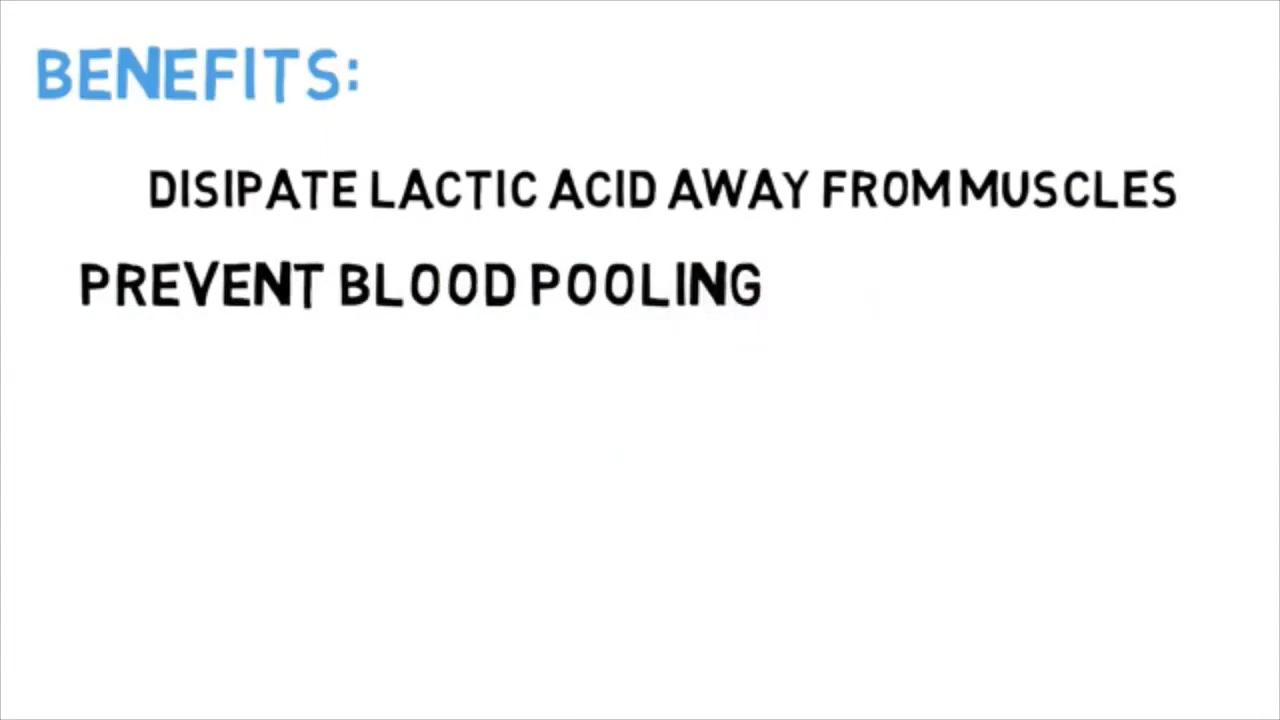 BENEFITS:
DISIPATE LACTIC ACID AWAY FROM MUSCLES
PREVENT BLOOD POOLING